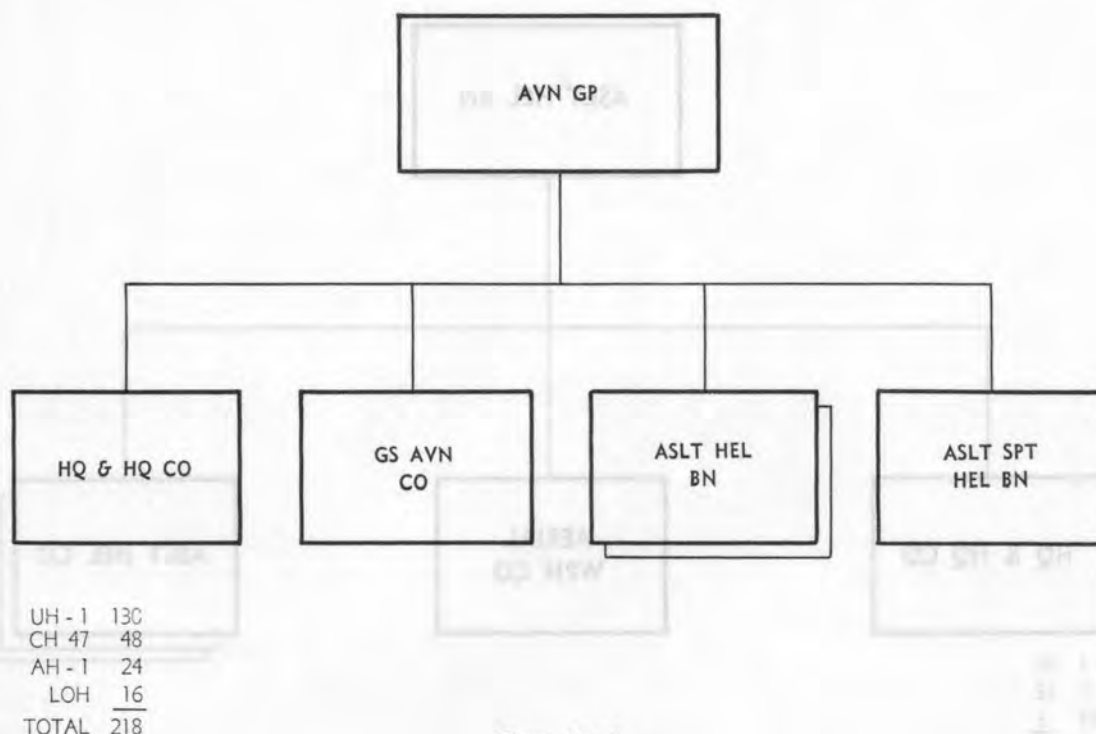 AVN GP
HQ & HQ CO
GS AVN
CO
ASLT HEL
BN
ASLT SPT
HEL BN
UH - 1 130
CH 47 48
AH - 1 24
LOH 16
TOTAL 218